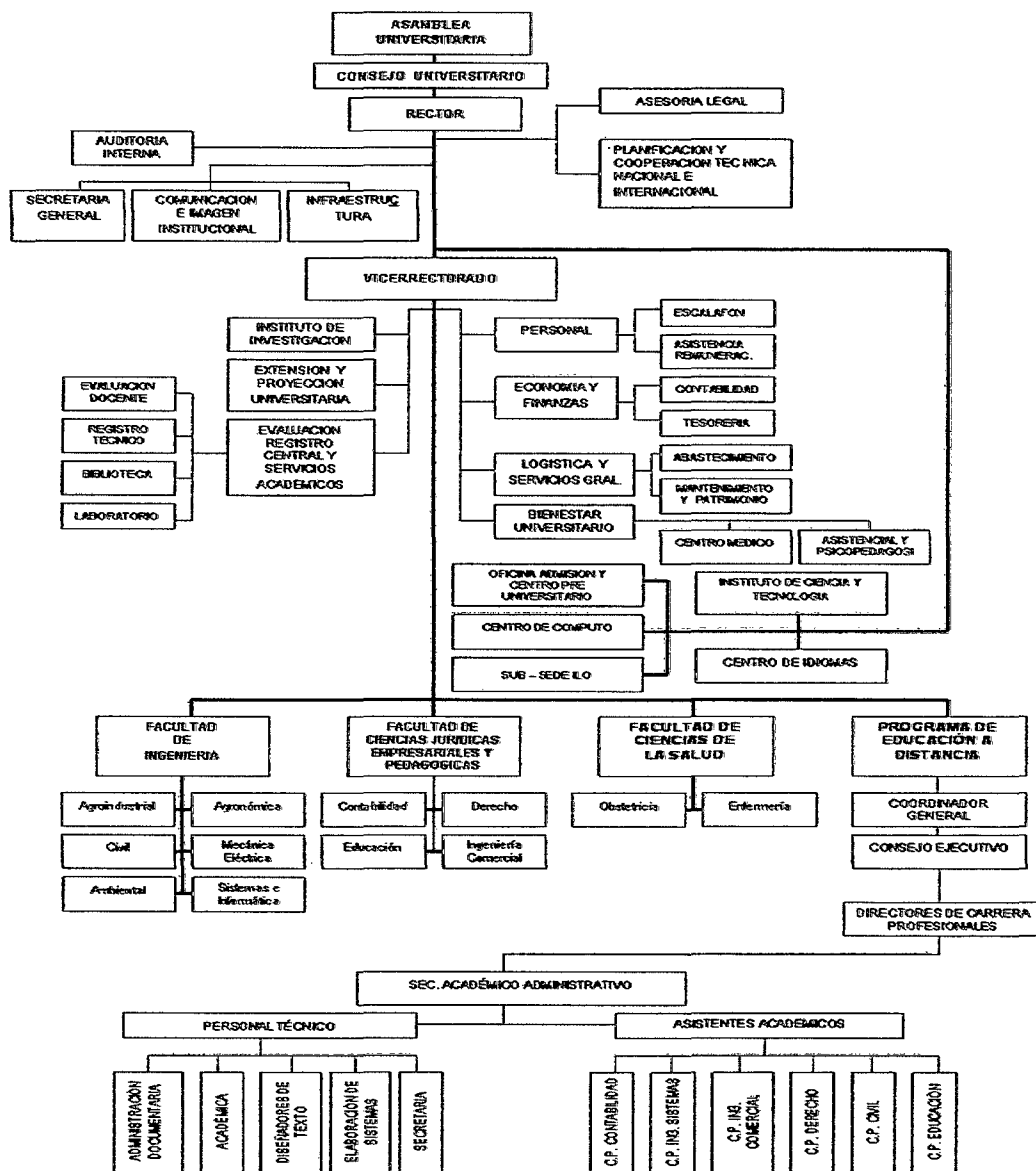 ASAMBLEA
UNIVERSITARIA
CONSEJO UNIVERSITARIO
RECTOR
ASESORIA LEGAL
AUDITORIA
INTERNA
PLANIFICACION Y
COOPERACION TECNICA
NACIONAL E
INTERNACIONAL
SECRETARIA
GENERAL
COMUNICACION
E IMAGEN
INSTITUCIONAL
INFRAESTRUC
TURA
VICERRECTORADO
INSTITUTO DE
INVESTIGACION
EXTENSION Y
PROYECCION
UNIVERSITARIA
EVALUACION
REGISTRO
CENTRAL Y
SERVICIOS
ACADEMICOS
EVALUACION
DOCENTE
REGISTRO
TECNICO
BIBLIOTECA
LABORATORIO
PERSONAL
ESCALAFON
ASISTENCIA
REMUNERAC.
ECONOMIA Y
FINANZAS
CONTABILIDAD
TESORERIA
LOGISTICA Y
SERVICIOS GRAL.
ABASTECIMIENTO
MANTENIMIENTO
Y PATRIMONIO
BIENESTAR
UNIVERSITARIO
CENTRO MEDICO
ASISTENCIAL Y
PSICOPEDAGOGI
OFICINA ADMISION Y
CENTRO PRE
UNIVERSITARIO
INSTITUTO DE CIENCIA Y
TECNOLOGIA
CENTRO DE COMPUTO
SUB – SEDE ILO
CENTRO DE IDIOMAS
FACULTAD
DE
INGENIERIA
FACULTAD DE
CIENCIAS JURÍDICAS
EMPRESARIALES Y
PEDAGÓGICAS
FACULTAD DE
CIENCIAS DE
LA SALUD
PROGRAMA DE
EDUCACIÓN A
DISTANCIA
Agroindustrial
Agronómica
Civil
Mecánica
Eléctrica
Ambiental
Sistemas e
Informática
Contabilidad
Derecho
Educación
Ingeniería
Comercial
Obstetricia
Enfermería
COORDINADOR
GENERAL
CONSEJO EJECUTIVO
DIRECTORES DE CARRERA
PROFESIONALES
SEC. ACADÉMICO ADMINISTRATIVO
PERSONAL TÉCNICO
ASISTENTES ACADEMICOS
ADMINISTRACIÓN
DOCUMENTARIA
ACADÉMICA
DISEÑADORES DE
TEXTO
ELABORACIÓN DE
SISTEMAS
SECRETARIA
C.P. CONTABILIDAD
C.P. ING. SISTEMAS
C.P. ING.
COMERCIAL
C.P. DERECHO
C.P. CIVIL
C.P. EDUCACIÓN